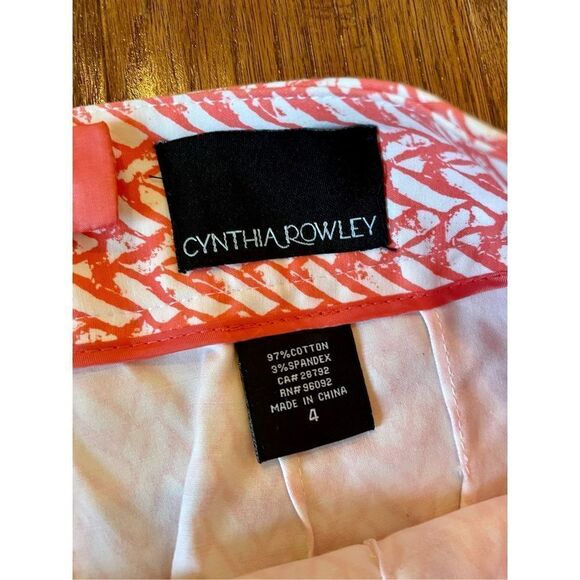 CYNTHIA ROWLEY
97%COTTON
3%SPANDEX
CA#28792
RN#96092
MADE IN CHINA
4